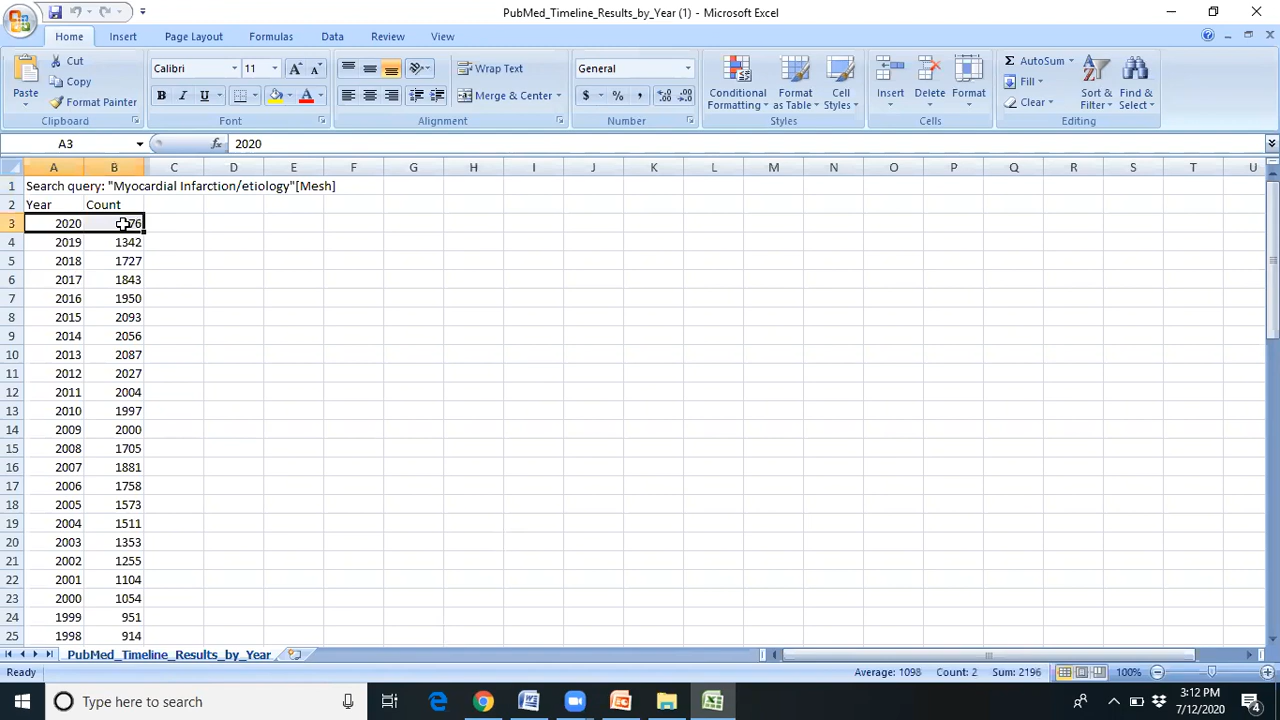 PubMed_Timeline_Results_by_Year (1) - Microsoft Excel
Home Insert Page Layout Formulas Data Review View
Paste Cut Copy Format Painter Clipboard
Calibri 11 A A B I U A Font
Wrap Text Merge & Center Alignment
General $ % , Number
Conditional Formatting Format as Table Cell Styles Styles
Insert Delete Format Cells
Σ AutoSum Fill Clear Sort & Filter Find & Select Editing
A3 fx 2020
A B C D E F G H I J K L M N O P Q R S T U
1 Search query: "Myocardial Infarction/etiology"[Mesh]
2 Year Count
3 2020 76
4 2019 1342
5 2018 1727
6 2017 1843
7 2016 1950
8 2015 2093
9 2014 2056
10 2013 2087
11 2012 2027
12 2011 2004
13 2010 1997
14 2009 2000
15 2008 1705
16 2007 1881
17 2006 1758
18 2005 1573
19 2004 1511
20 2003 1353
21 2002 1255
22 2001 1104
23 2000 1054
24 1999 951
25 1998 914
PubMed_Timeline_Results_by_Year
Ready Average: 1098 Count: 2 Sum: 2196 100%
Type here to search
3:12 PM
7/12/2020
4